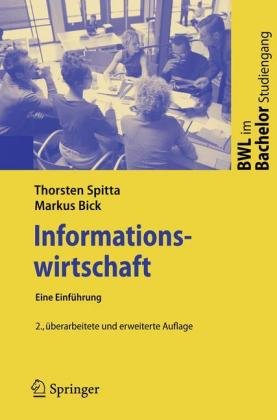 BWL im
Bachelor Studiengang
Thorsten Spitta
Markus Bick
Informations-
wirtschaft
Eine Einführung
2., überarbeitete und erweiterte Auflage
Springer